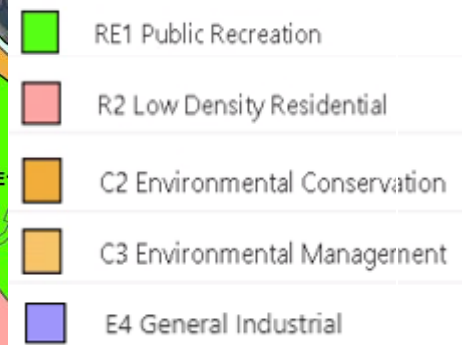 RE1 Public Recreation
R2 Low Density Residential
C2 Environmental Conservation
C3 Environmental Management
E4 General Industrial